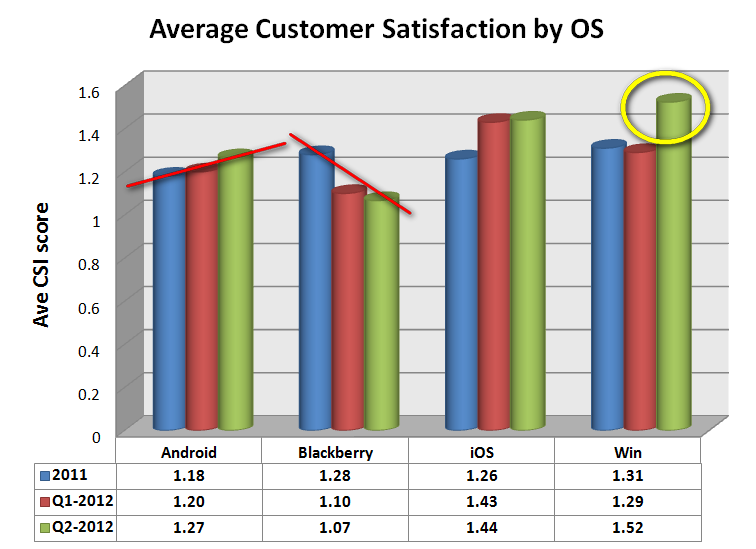 Average Customer Satisfaction by OS
Ave CSI score
1.6
1.4
1.2
1
0.8
0.6
0.4
0.2
0
Android Blackberry iOS Win
2011 1.18 1.28 1.26 1.31
Q1-2012 1.20 1.10 1.43 1.29
Q2-2012 1.27 1.07 1.44 1.52